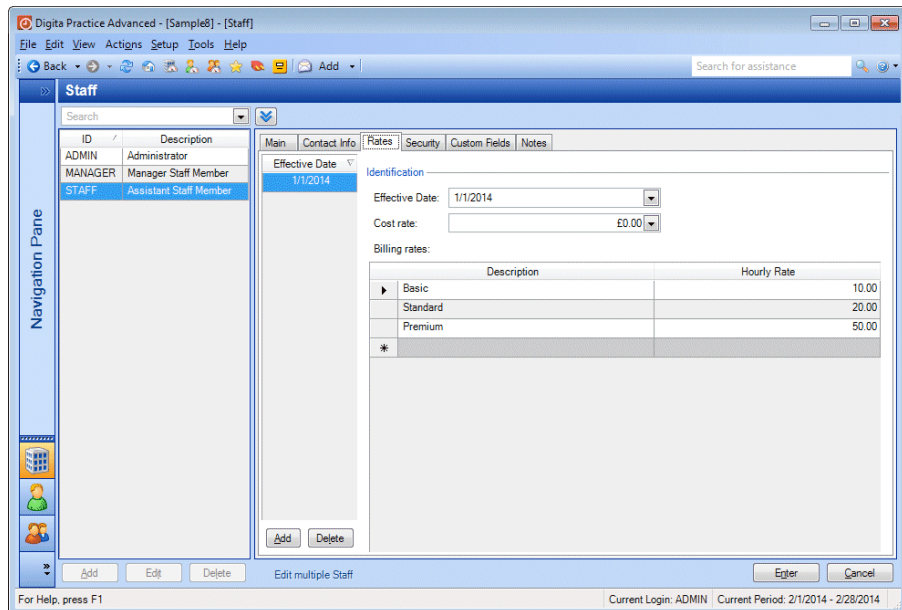 Digita Practice Advanced - [Sample8] - [Staff]
File Edit View Actions Setup Tools Help
Back Add Search for assistance
Staff
Search
ID Description
ADMIN Administrator
MANAGER Manager Staff Member
STAFF Assistant Staff Member
Navigation Pane
Main Contact Info Rates Security Custom Fields Notes
Effective Date
1/1/2014
Identification
Effective Date: 1/1/2014
Cost rate: £0.00
Billing rates:
Description Hourly Rate
Basic 10.00
Standard 20.00
Premium 50.00
Add Delete
Add Edit Delete Edit multiple Staff Enter Cancel
For Help, press F1 Current Login: ADMIN Current Period: 2/1/2014 - 2/28/2014